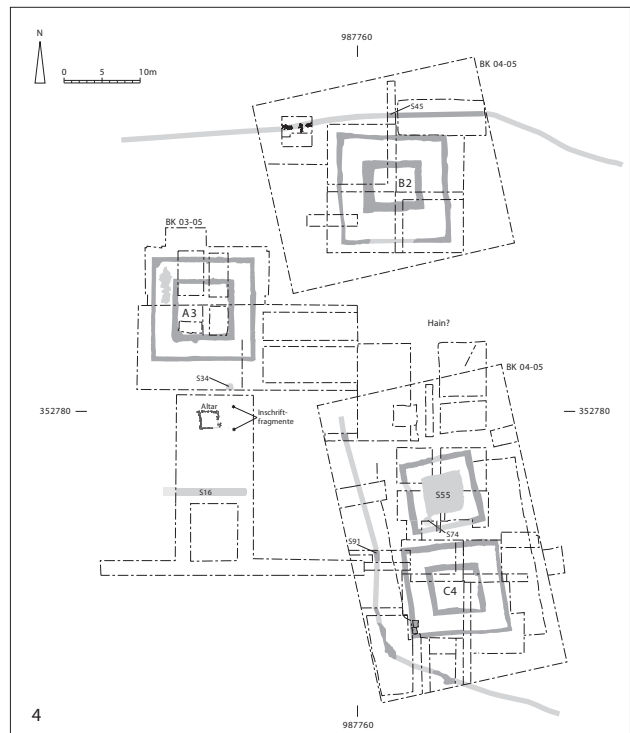 N
0 5 10m
987760
BK 04-05
S45
B2
BK 03-05
A3
Hain?
BK 04-05
S34
352780
Altar
Inschrift-
fragmente
352780
S55
S16
S74
S91
C4
4
987760